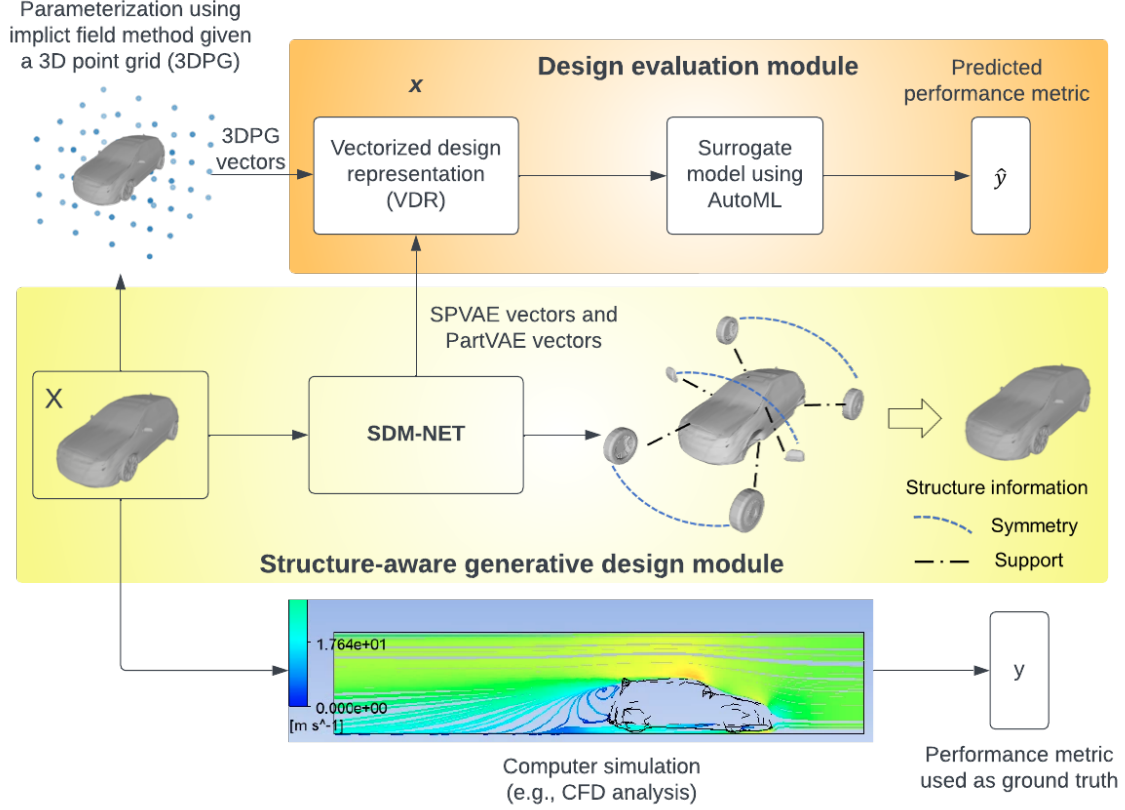 Parameterization using
implict field method given
a 3D point grid (3DPG)
Design evaluation module
x
Predicted
performance metric
3DPG
vectors
Vectorized design
representation
(VDR)
Surrogate
model using
AutoML
ŷ
SPVAE vectors and
PartVAE vectors
X
SDM-NET
Structure information
Symmetry
Support
Structure-aware generative design module
1.764e+01
0.000e+00
[m s^-1]
y
Computer simulation
(e.g., CFD analysis)
Performance metric
used as ground truth